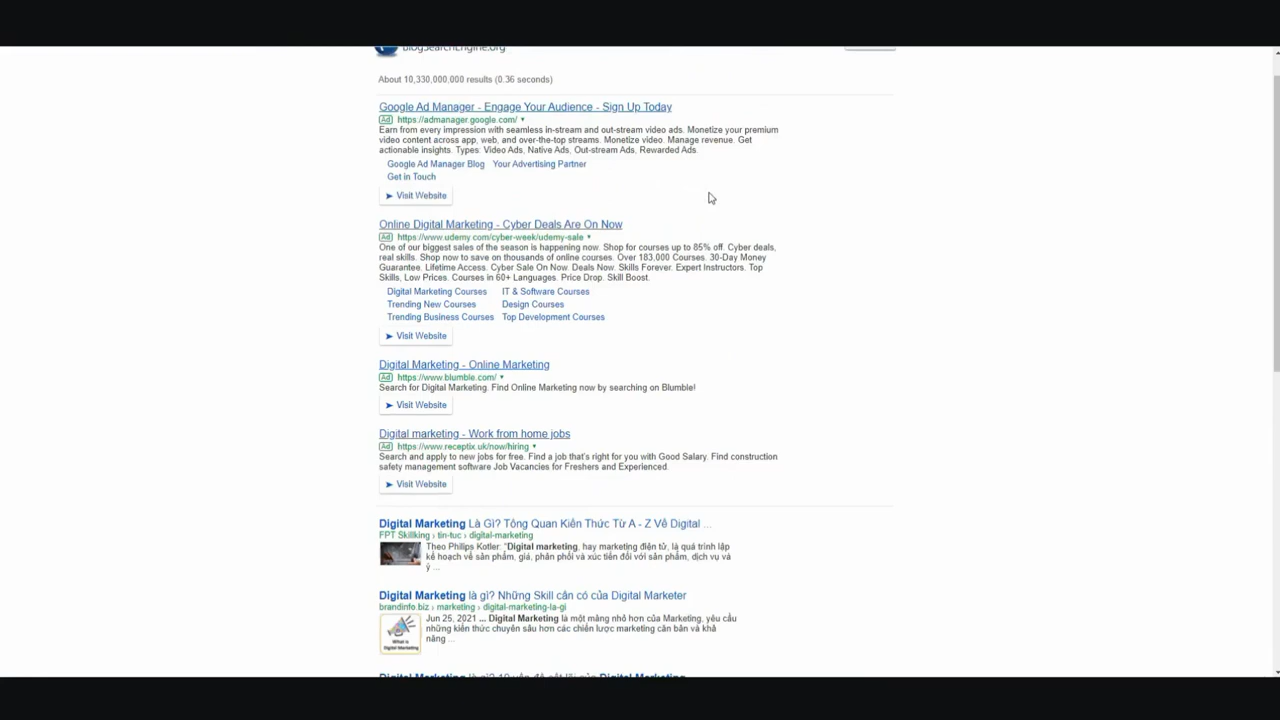 BlogSearchEngine.org
About 10,330,000,000 results (0.36 seconds)
Google Ad Manager - Engage Your Audience - Sign Up Today
Ad https://admanager.google.com/
Earn from every impression with seamless in-stream and out-stream video ads. Monetize your premium
video content across app, web, and over-the-top streams. Monetize video. Manage revenue. Get
actionable insights. Types: Video Ads, Native Ads, Out-stream Ads, Rewarded Ads.
Google Ad Manager Blog Your Advertising Partner
Get in Touch
Visit Website
Online Digital Marketing - Cyber Deals Are On Now
Ad https://www.udemy.com/cyber-week/udemy-sale
One of our biggest sales of the season is happening now. Shop for courses up to 85% off. Cyber deals,
real skills. Shop now to save on thousands of online courses. Over 183,000 Courses. 30-Day Money
Guarantee. Lifetime Access. Cyber Sale On Now. Deals Now. Skills Forever. Expert Instructors. Top
Skills, Low Prices. Courses in 60+ Languages. Price Drop. Skill Boost.
Digital Marketing Courses IT & Software Courses
Trending New Courses Design Courses
Trending Business Courses Top Development Courses
Visit Website
Digital Marketing - Online Marketing
Ad https://www.blumble.com/
Search for Digital Marketing. Find Online Marketing now by searching on Blumble!
Visit Website
Digital marketing - Work from home jobs
Ad https://www.receptix.uk/now/hiring
Search and apply to new jobs for free. Find a job that's right for you with Good Salary. Find construction
safety management software Job Vacancies for Freshers and Experienced.
Visit Website
Digital Marketing Là Gì? Tổng Quan Kiến Thức Từ A - Z Về Digital ...
FPT Skillking › tin-tuc › digital-marketing
Theo Philips Kotler: "Digital marketing, hay marketing điện tử, là quá trình lập
kế hoạch về sản phẩm, giá, phân phối và xúc tiến đối với sản phẩm, dịch vụ và
ý ...
Digital Marketing là gì? Những Skill cần có của Digital Marketer
brandinfo.biz › marketing › digital-marketing-la-gi
Jun 25, 2021 ... Digital Marketing là một mảng nhỏ hơn của Marketing, yêu cầu
những kiến thức chuyên sâu hơn các chiến lược marketing căn bản và khả
năng ...
What is
Digital Marketing